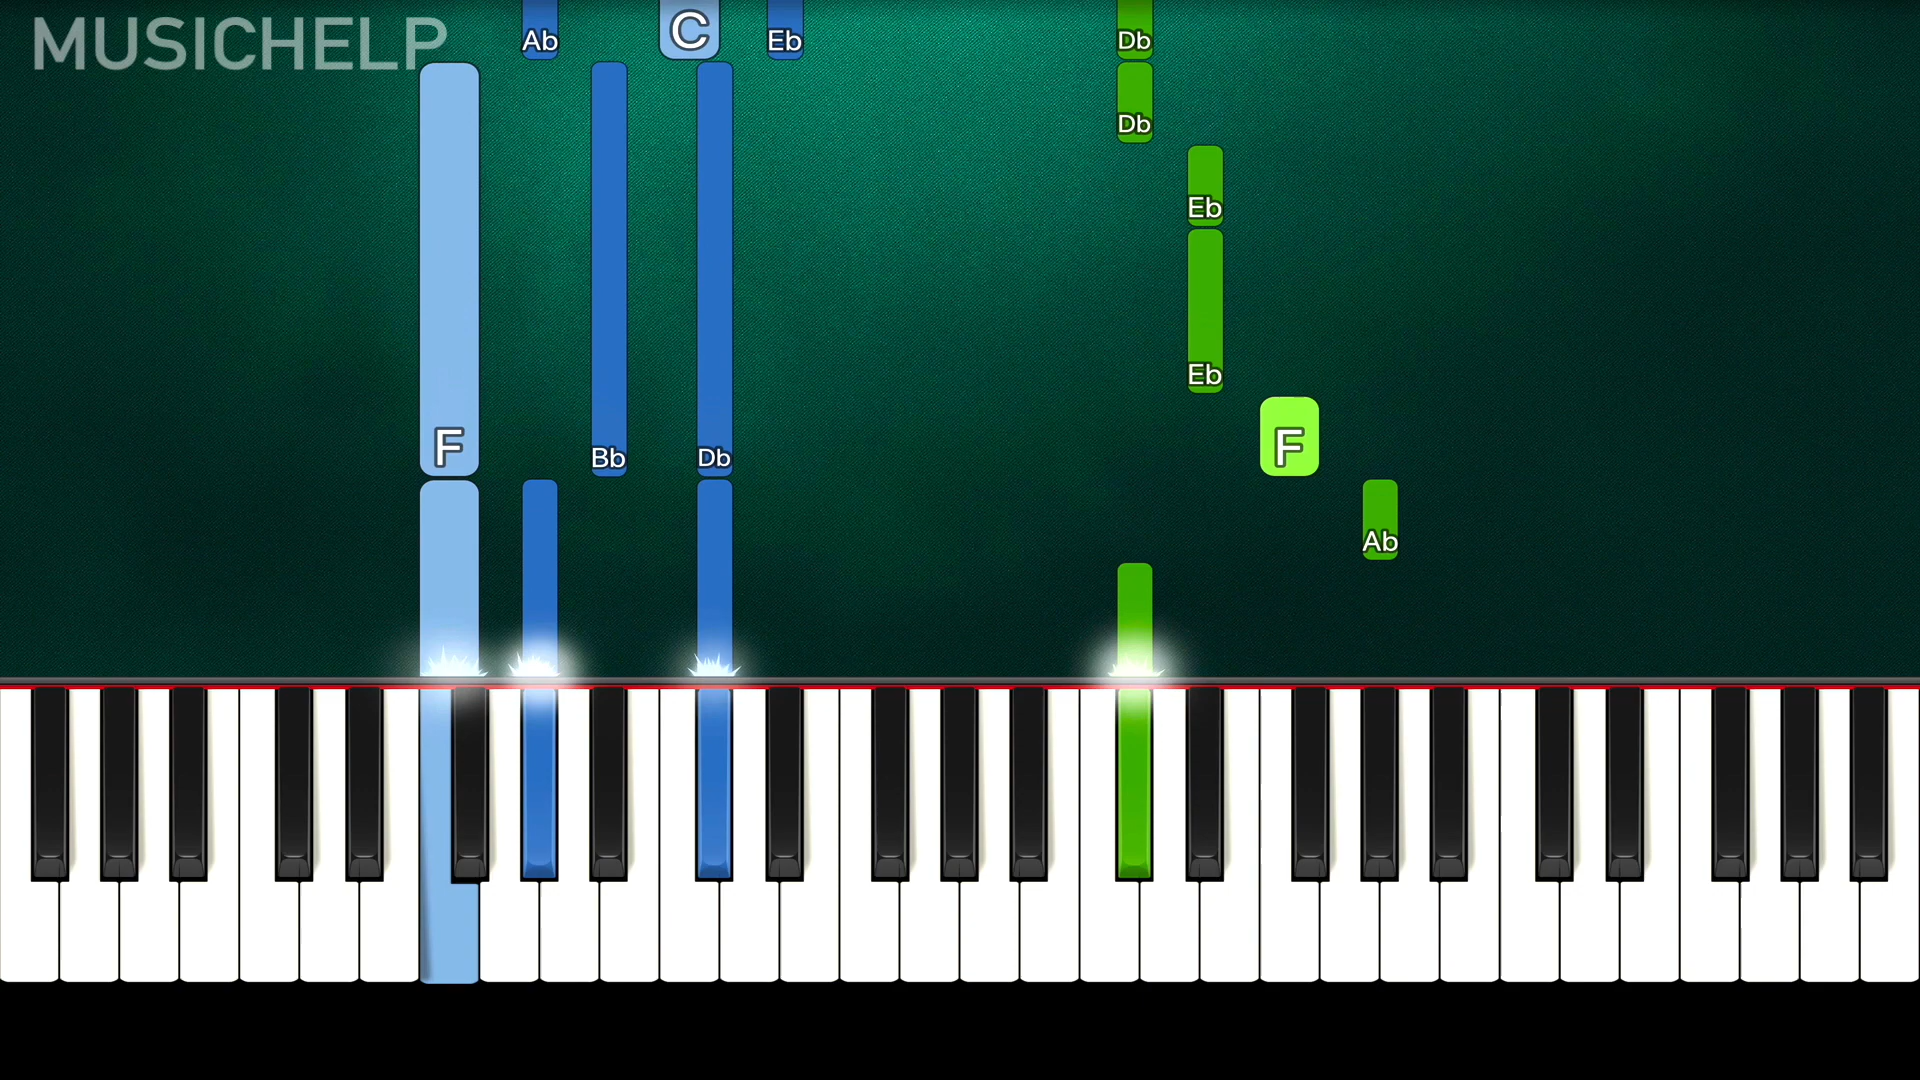 MUSICHELP
Ab C Eb Db
Db
Eb
Eb
F Bb Db F
Ab